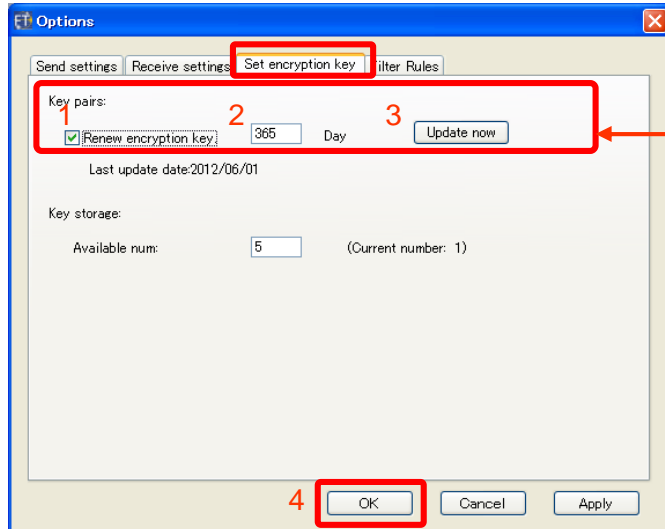 Options
Send settings Receive settings Set encryption key Filter Rules
Key pairs:
1 2 3
Renew encryption key 365 Day Update now
Last update date:2012/06/01
Key storage:
Available num: 5 (Current number: 1)
4 OK Cancel Apply